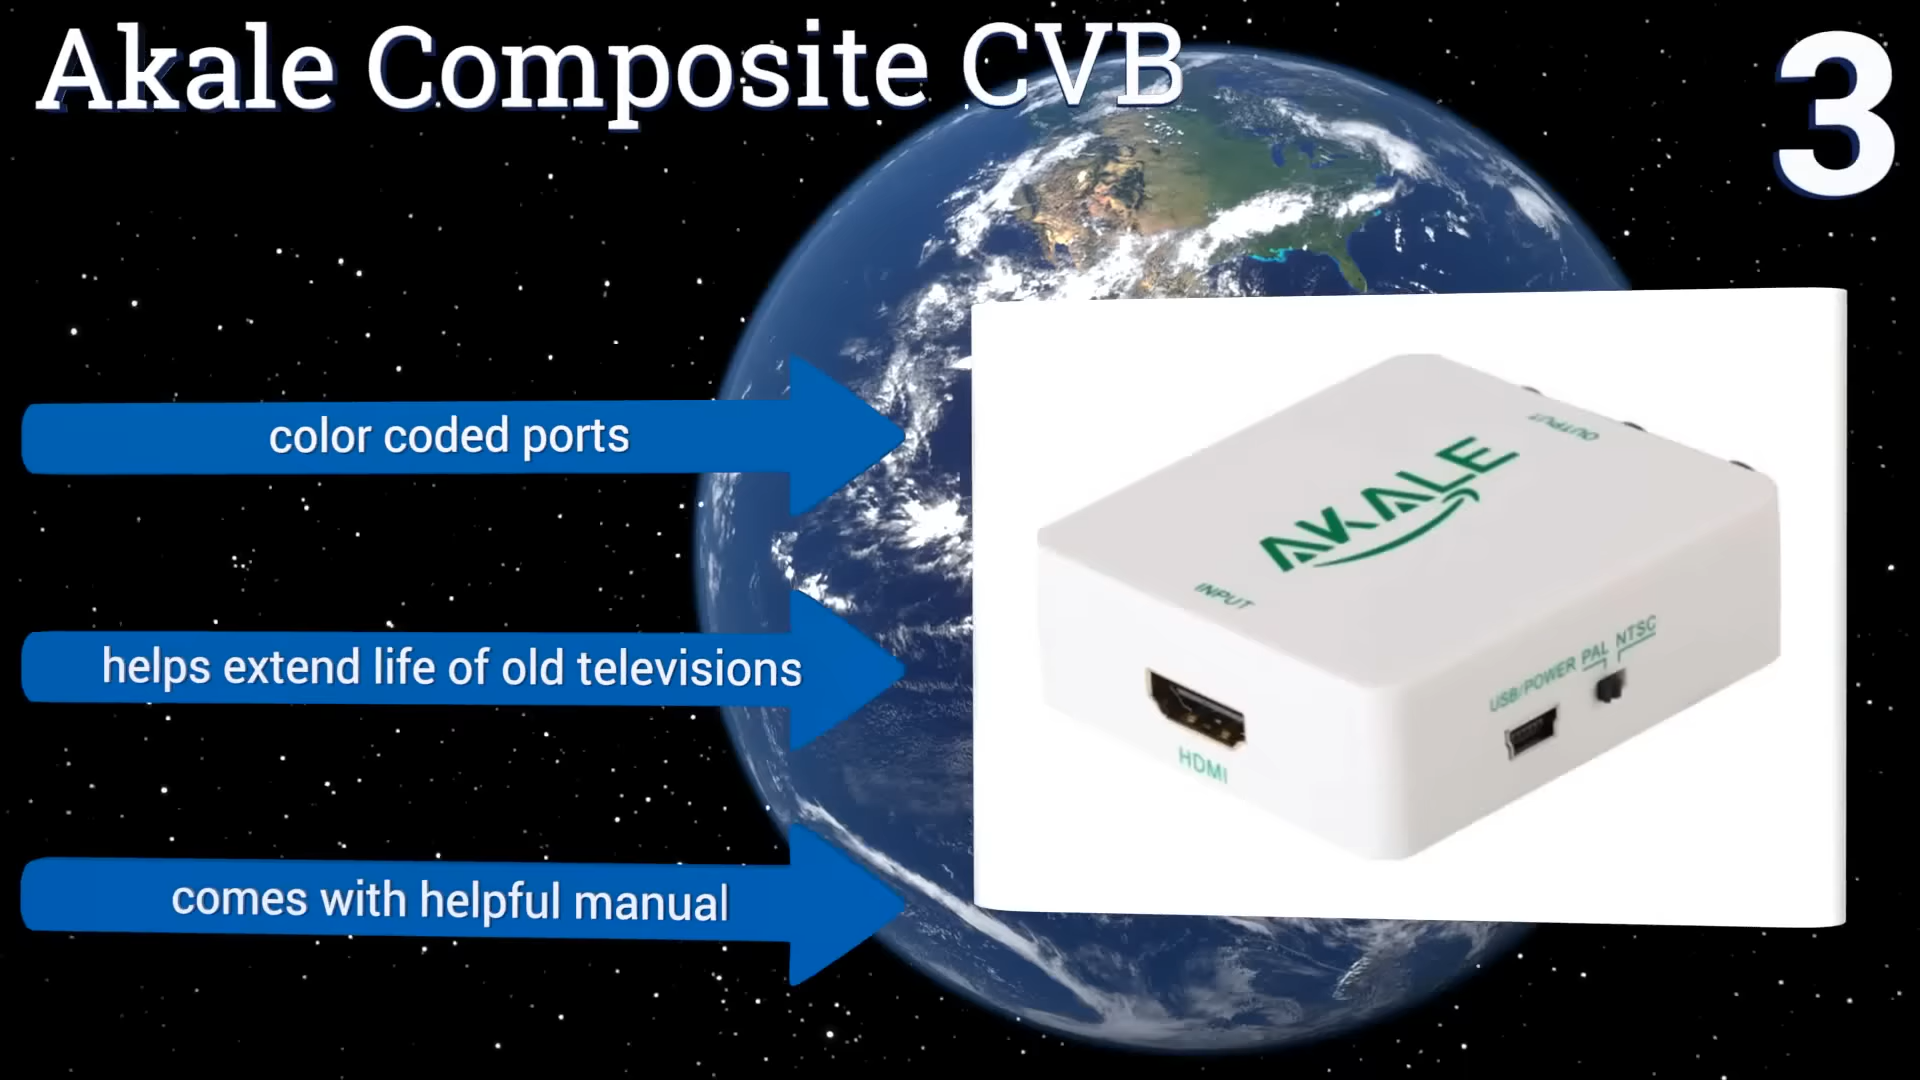 Akale Composite CVB
3
color coded ports
helps extend life of old televisions
comes with helpful manual
OUTPUT
AKALE
INPUT
USB/POWER PAL NTSC
HDMI